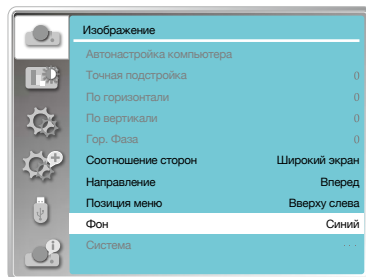 Изображение
Автонастройка компьютера
Точная подстройка 0
По горизонтали 0
По вертикали 0
Гор. Фаза 0
Соотношение сторон Широкий экран
Направление Вперед
Позиция меню Вверху слева
Фон Синий
Система ...